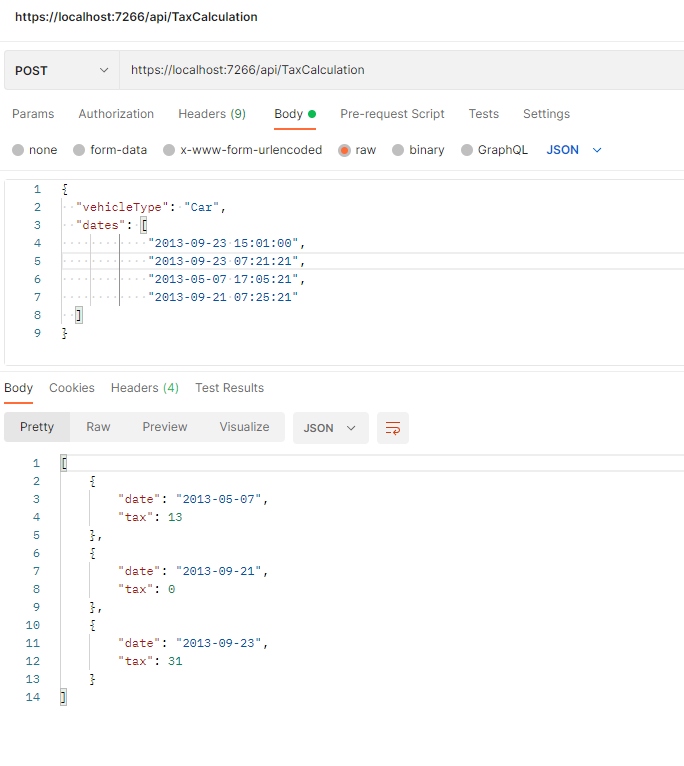 https://localhost:7266/api/TaxCalculation
POST https://localhost:7266/api/TaxCalculation
Params Authorization Headers (9) Body Pre-request Script Tests Settings
none form-data x-www-form-urlencoded raw binary GraphQL JSON
1 {
2 "vehicleType": "Car",
3 "dates": [
4 "2013-09-23 15:01:00",
5 "2013-09-23 07:21:21",
6 "2013-05-07 17:05:21",
7 "2013-09-21 07:25:21"
8 ]
9 }
Body Cookies Headers (4) Test Results
Pretty Raw Preview Visualize JSON
1 [
2 {
3 "date": "2013-05-07",
4 "tax": 13
5 },
6 {
7 "date": "2013-09-21",
8 "tax": 0
9 },
10 {
11 "date": "2013-09-23",
12 "tax": 31
13 }
14 ]